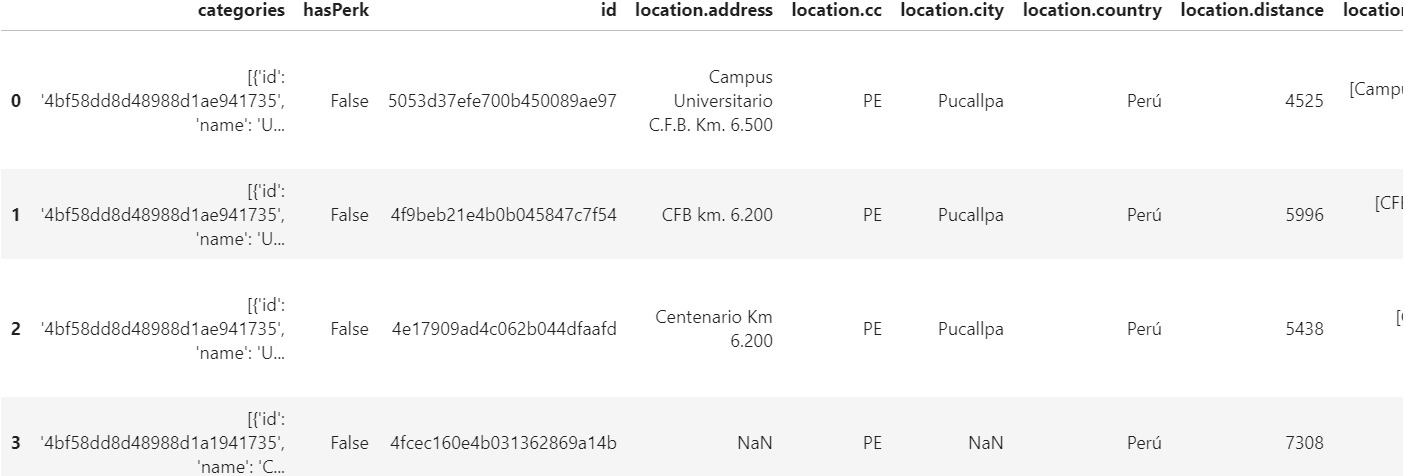 categories hasPerk id location.address location.cc location.city location.country location.distance location
[{'id':
Campus
0 '4bf58dd8d48988d1ae941735', False 5053d37efe700b450089ae97 Universitario PE Pucallpa Perú 4525 [Campu
'name': 'U...
C.F.B. Km. 6.500
[{'id':
1 '4bf58dd8d48988d1ae941735', False 4f9beb21e4b0b045847c7f54 CFB km. 6.200 PE Pucallpa Perú 5996 [CFB
'name': 'U...
[{'id':
2 '4bf58dd8d48988d1ae941735', False 4e17909ad4c062b044dfaafd Centenario Km PE Pucallpa Perú 5438
6.200
'name': 'U...
[{'id':
3 '4bf58dd8d48988d1a1941735', False 4fcec160e4b031362869a14b NaN PE NaN Perú 7308
'name': 'C...